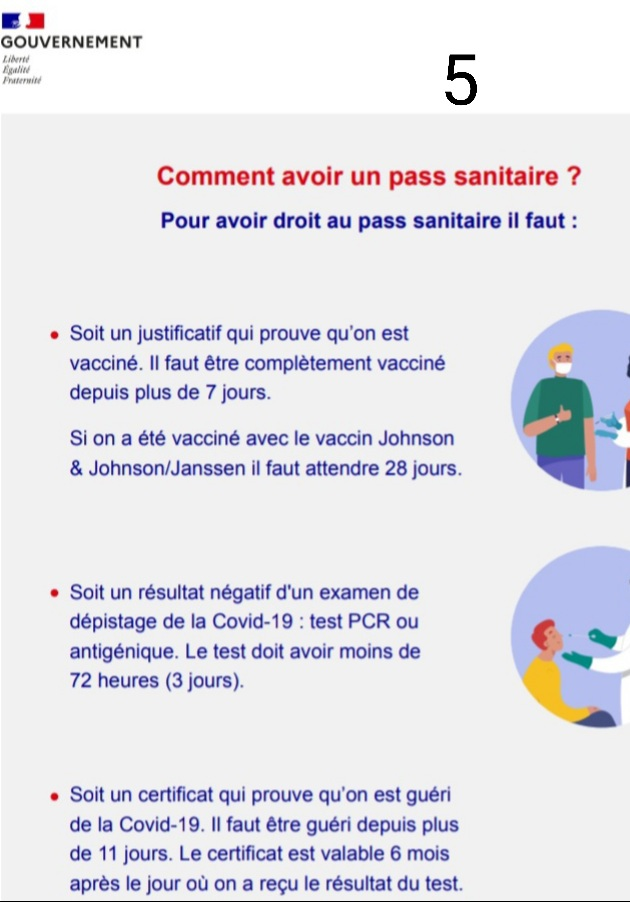 GOUVERNEMENT
Liberté
Égalité
Fraternité
5
Comment avoir un pass sanitaire ?
Pour avoir droit au pass sanitaire il faut :
• Soit un justificatif qui prouve qu'on est
vacciné. Il faut être complètement vacciné
depuis plus de 7 jours.
Si on a été vacciné avec le vaccin Johnson
& Johnson/Janssen il faut attendre 28 jours.
• Soit un résultat négatif d'un examen de
dépistage de la Covid-19 : test PCR ou
antigénique. Le test doit avoir moins de
72 heures (3 jours).
• Soit un certificat qui prouve qu'on est guéri
de la Covid-19. Il faut être guéri depuis plus
de 11 jours. Le certificat est valable 6 mois
après le jour où on a reçu le résultat du test.